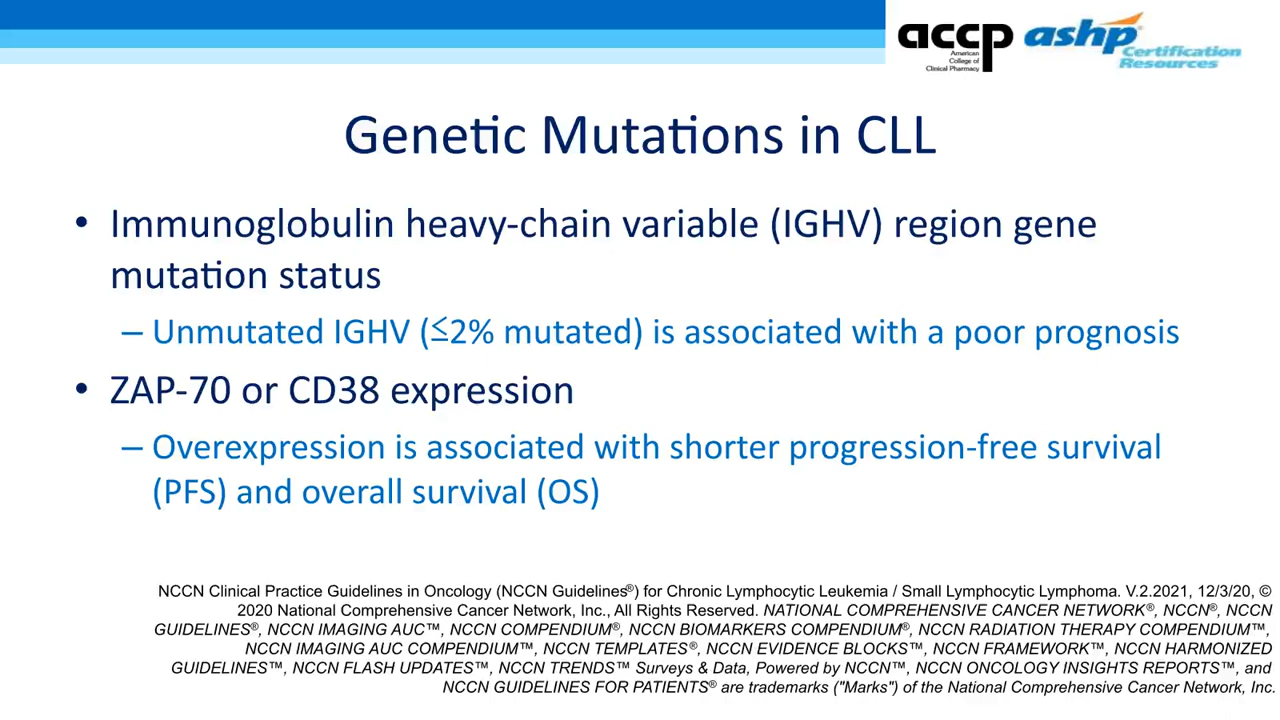 accp
American
College of
Clinical Pharmacy
ashp®
Certification
Resources™
Genetic Mutations in CLL
• Immunoglobulin heavy-chain variable (IGHV) region gene
mutation status
– Unmutated IGHV (≤2% mutated) is associated with a poor prognosis
• ZAP-70 or CD38 expression
– Overexpression is associated with shorter progression-free survival
(PFS) and overall survival (OS)
NCCN Clinical Practice Guidelines in Oncology (NCCN Guidelines®) for Chronic Lymphocytic Leukemia / Small Lymphocytic Lymphoma. V.2.2021, 12/3/20, ©
2020 National Comprehensive Cancer Network, Inc., All Rights Reserved. NATIONAL COMPREHENSIVE CANCER NETWORK®, NCCN®, NCCN
GUIDELINES®, NCCN IMAGING AUC™, NCCN COMPENDIUM®, NCCN BIOMARKERS COMPENDIUM®, NCCN RADIATION THERAPY COMPENDIUM™,
NCCN IMAGING AUC COMPENDIUM™, NCCN TEMPLATES®, NCCN EVIDENCE BLOCKS™, NCCN FRAMEWORK™, NCCN HARMONIZED
GUIDELINES™, NCCN FLASH UPDATES™, NCCN TRENDS™ Surveys & Data, Powered by NCCN™, NCCN ONCOLOGY INSIGHTS REPORTS™, and
NCCN GUIDELINES FOR PATIENTS® are trademarks ("Marks") of the National Comprehensive Cancer Network, Inc.